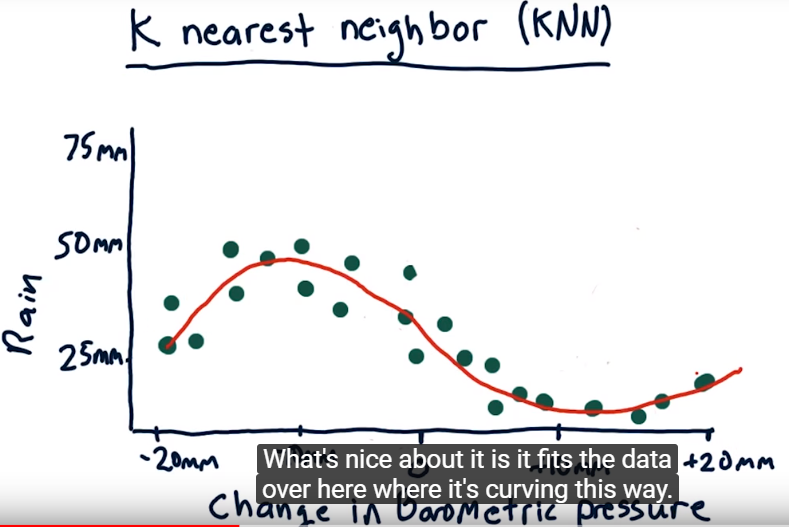 K nearest neighbor (KNN)
75mm
50mm
Rain
25mm
-20mm
+20mm
What's nice about it is it fits the data
over here where it's curving this way.
Change in barometric pressure